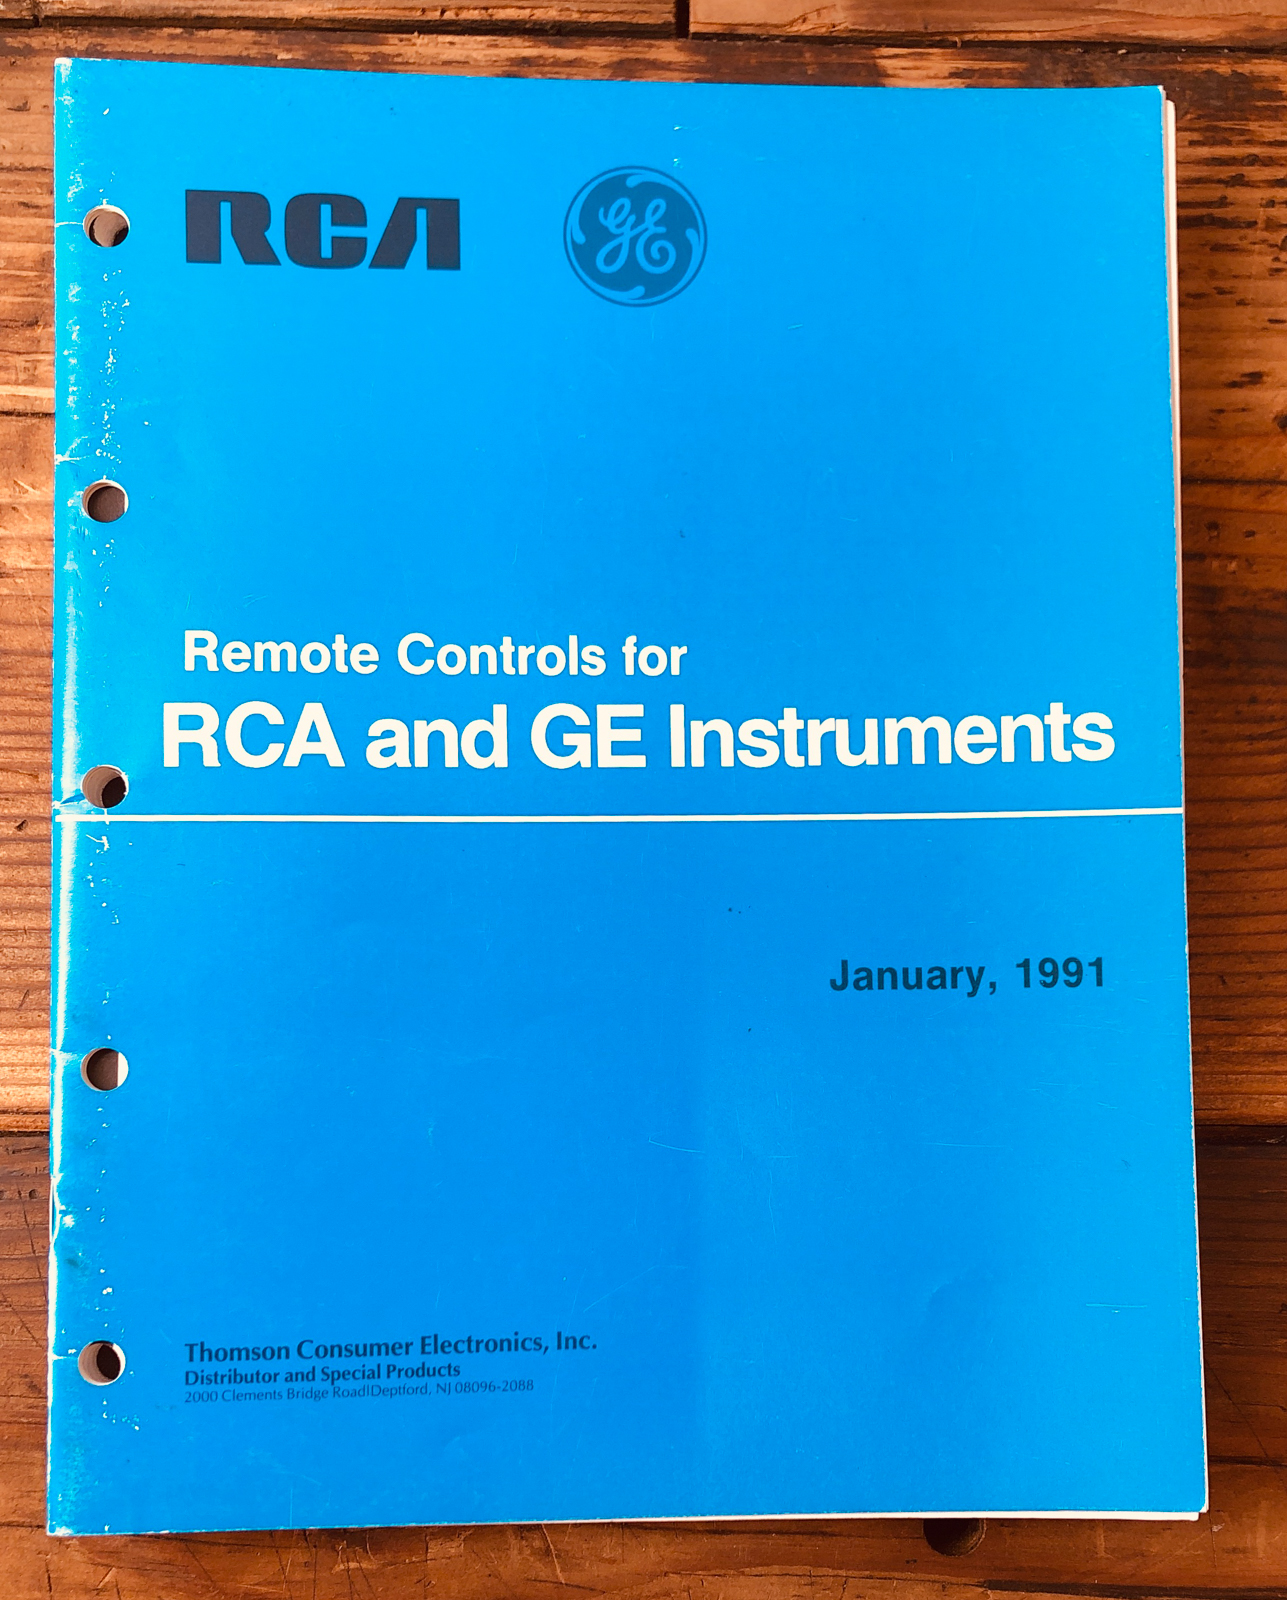 RCA
GE
Remote Controls for
RCA and GE Instruments
January, 1991
Thomson Consumer Electronics, Inc.
Distributor and Special Products
2000 Clements Bridge Road|Deptford, NJ 08096-2088